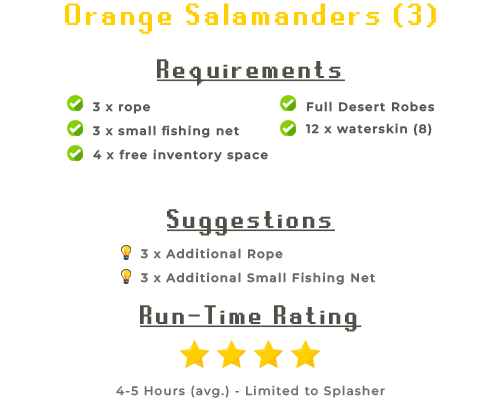 Orange Salamanders (3)
Requirements
3 x rope
3 x small fishing net
4 x free inventory space
Full Desert Robes
12 x waterskin (8)
Suggestions
3 x Additional Rope
3 x Additional Small Fishing Net
Run-Time Rating
4-5 Hours (avg.) - Limited to Splasher